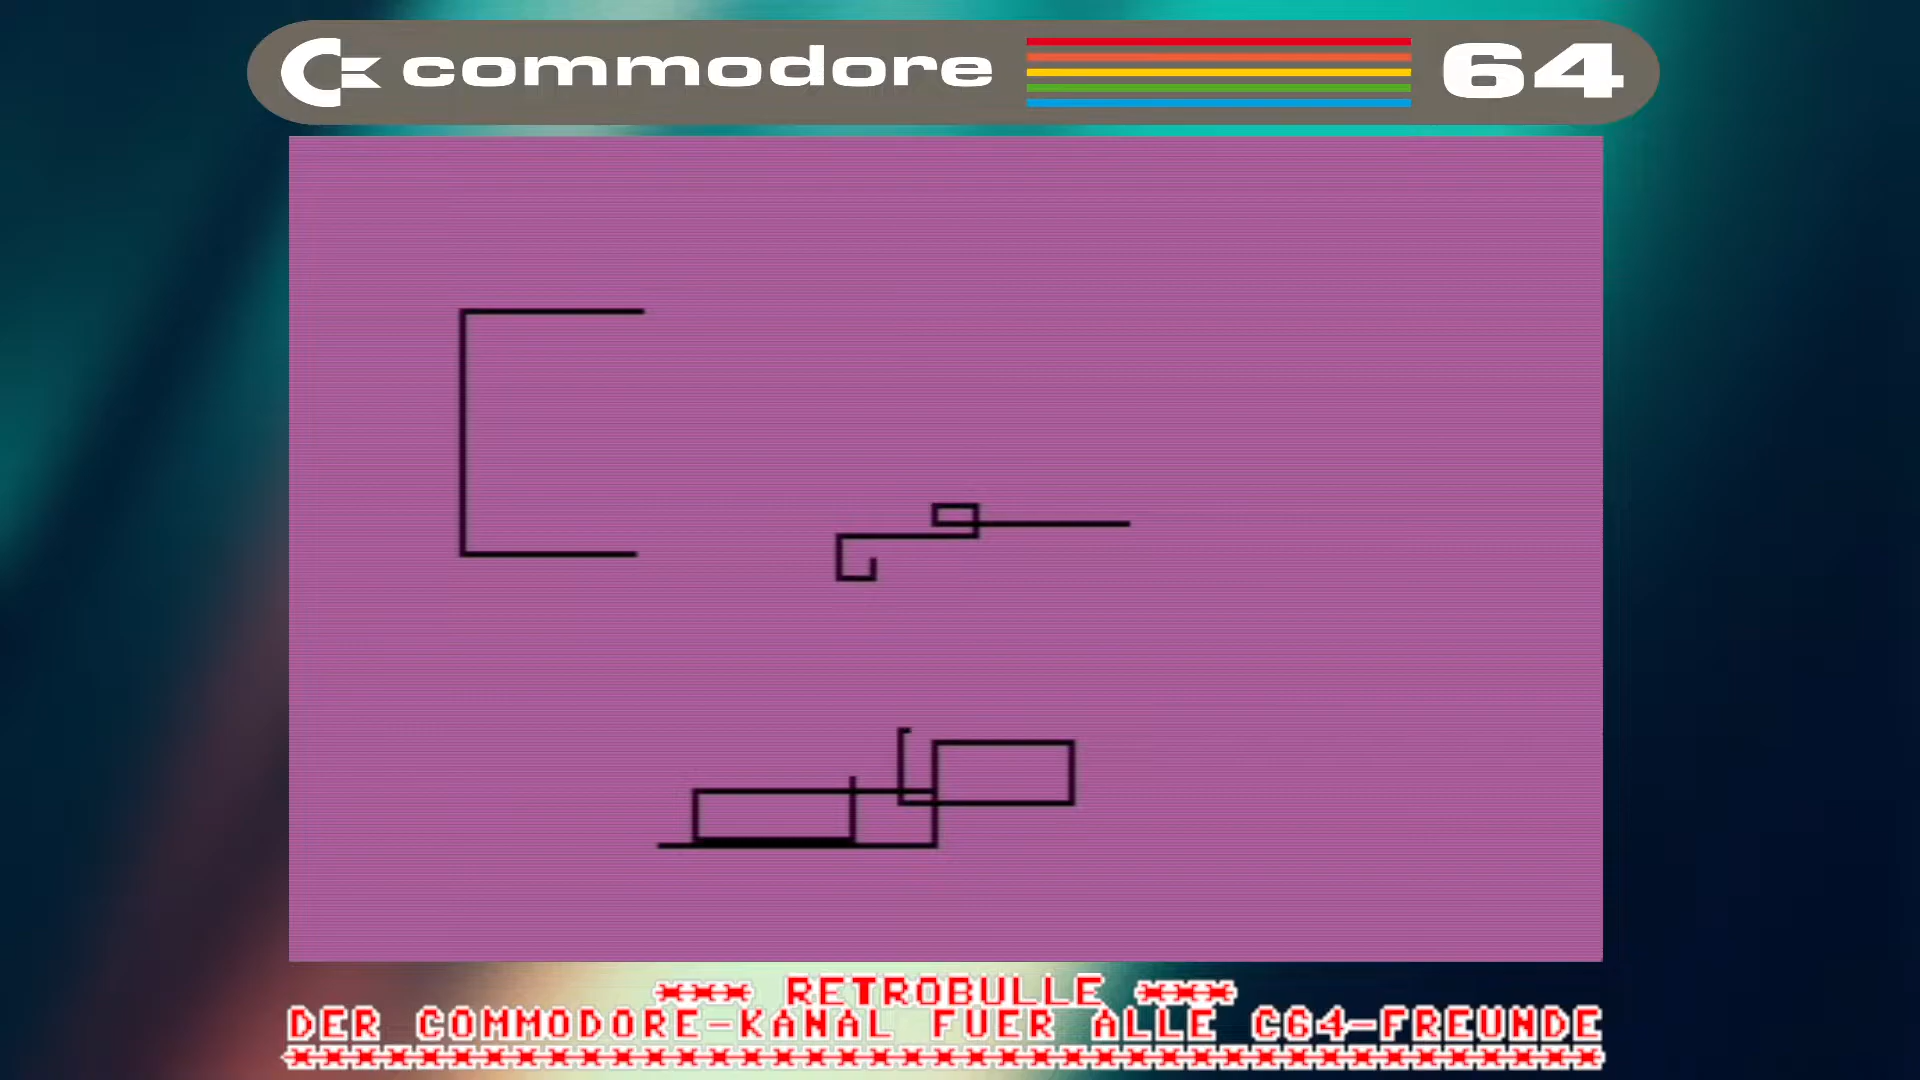 commodore 64
*** RETROBULLE ***
DER COMMODORE-KANAL FUER ALLE C64-FREUNDE
*****************************************